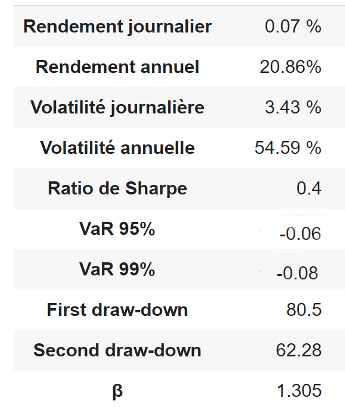 Rendement journalier 0.07 %
Rendement annuel 20.86%
Volatilité journalière 3.43 %
Volatilité annuelle 54.59 %
Ratio de Sharpe 0.4
VaR 95% -0.06
VaR 99% -0.08
First draw-down 80.5
Second draw-down 62.28
β 1.305